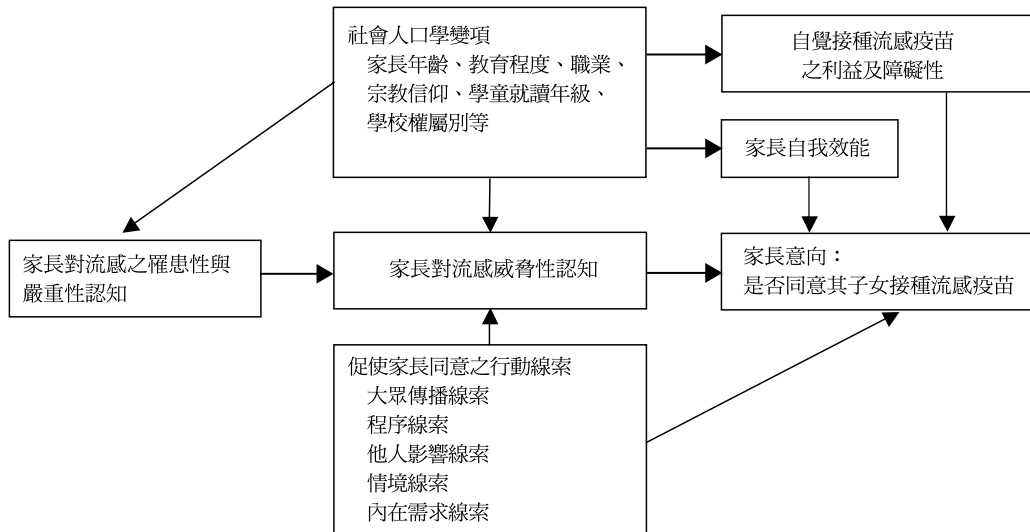 社會人口學變項
家長年齡、教育程度、職業、
宗教信仰、學童就讀年級、
學校權屬別等
自覺接種流感疫苗
之利益及障礙性
家長自我效能
家長對流感之罹患性與
嚴重性認知
家長對流感威脅性認知
家長意向：
是否同意其子女接種流感疫苗
促使家長同意之行動線索
大眾傳播線索
程序線索
他人影響線索
情境線索
內在需求線索